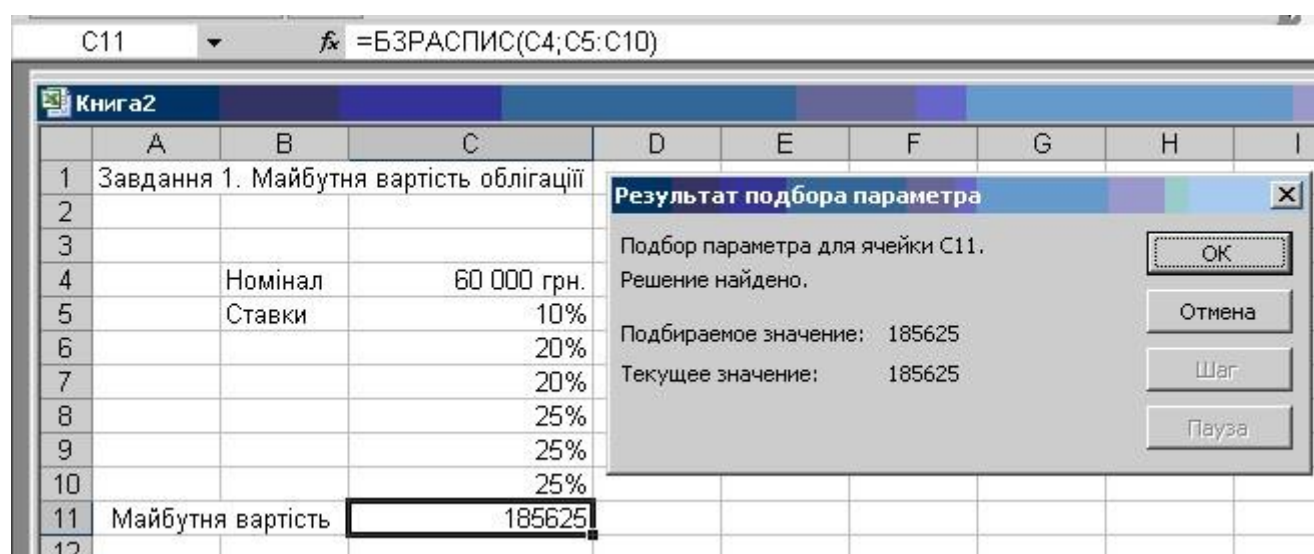 C11 fx =БЗРАСПИС(C4;C5:C10)
Книга2
A B C D E F G H I
1 Завдання 1. Майбутня вартість облігаціїї
2
3
4 Номінал 60 000 грн.
5 Ставки 10%
6 20%
7 20%
8 25%
9 25%
10 25%
11 Майбутня вартість 185625
12
Результат подбора параметра
Подбор параметра для ячейки C11.
Решение найдено.
Подбираемое значение: 185625
Текущее значение: 185625
ОК
Отмена
Шаг
Пауза